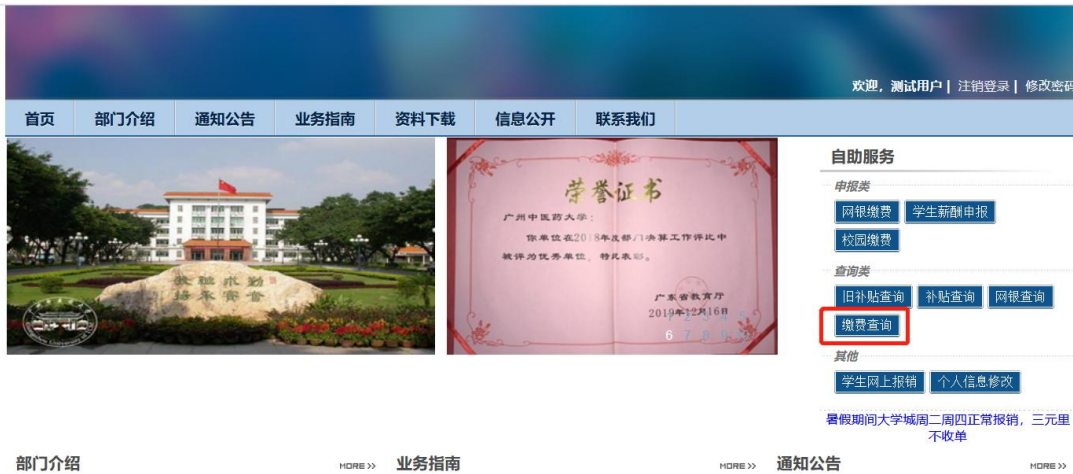 欢迎，测试用户 | 注销登录 | 修改密码
首页 部门介绍 通知公告 业务指南 资料下载 信息公开 联系我们
荣誉证书
广州中医药大学：
你单位在2018年度部门决算工作评比中
被评为优秀单位，特此表彰。
广东省教育厅
2019年12月16日
6 7 8 9
自助服务
申报类
网银缴费 学生薪酬申报
校园缴费
查询类
旧补贴查询 补贴查询 网银查询
缴费查询
其他
学生网上报销 个人信息修改
暑假期间大学城周二周四正常报销，三元里
不收单
部门介绍 MORE >> 业务指南 MORE >> 通知公告 MORE >>